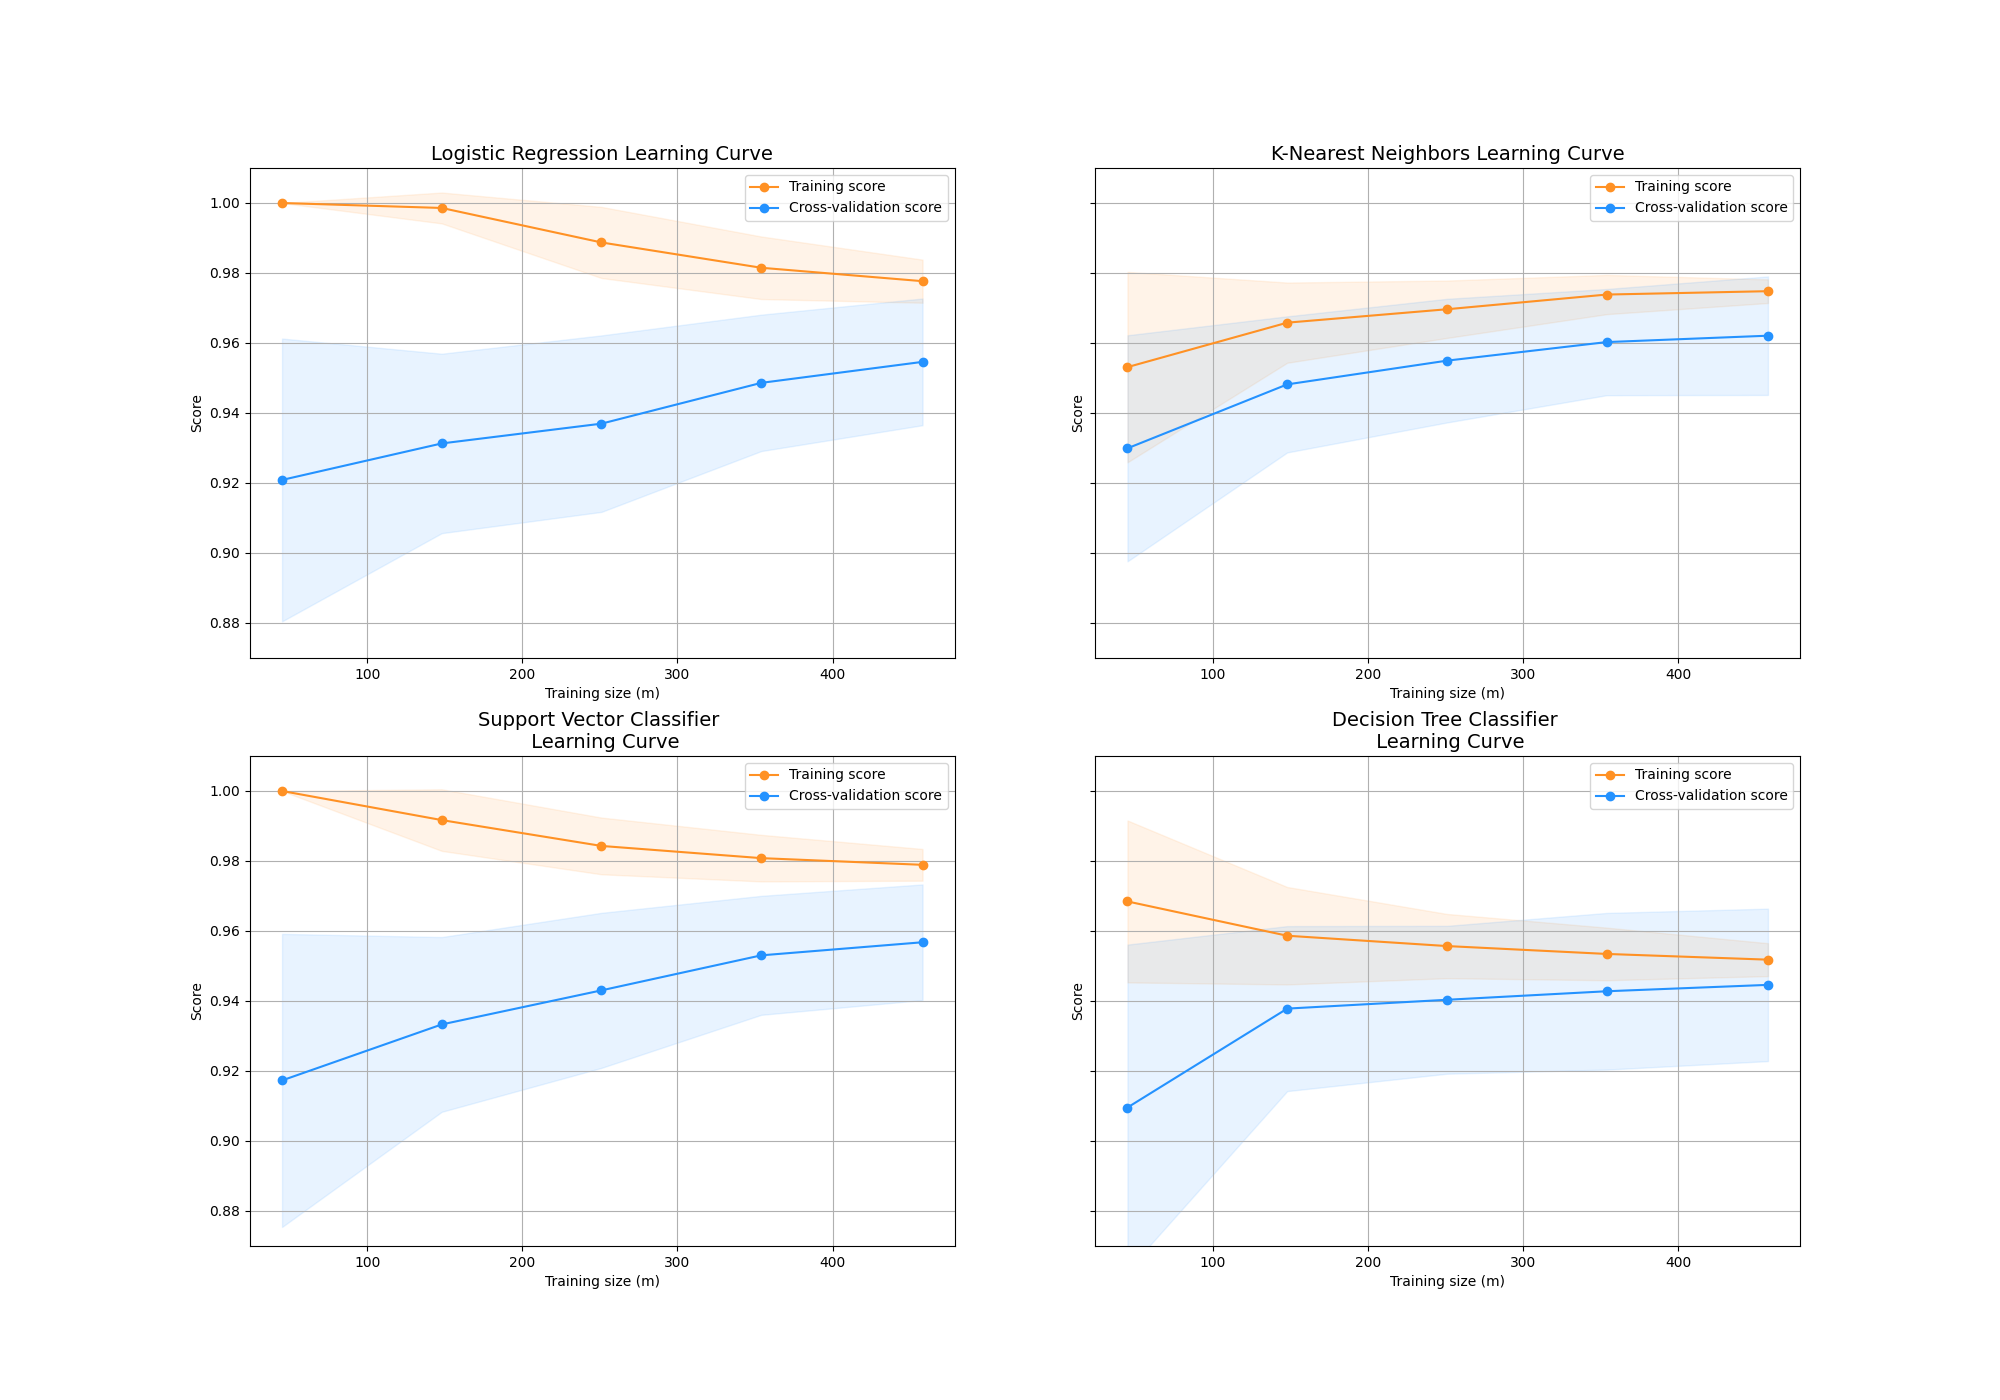 Logistic Regression Learning Curve
Training score
Cross-validation score
1.00
0.98
0.96
0.94
0.92
0.90
0.88
Score
100 200 300 400
Training size (m)
K-Nearest Neighbors Learning Curve
Training score
Cross-validation score
Score
100 200 300 400
Training size (m)
Support Vector Classifier
Learning Curve
Training score
Cross-validation score
1.00
0.98
0.96
0.94
0.92
0.90
0.88
Score
100 200 300 400
Training size (m)
Decision Tree Classifier
Learning Curve
Training score
Cross-validation score
Score
100 200 300 400
Training size (m)